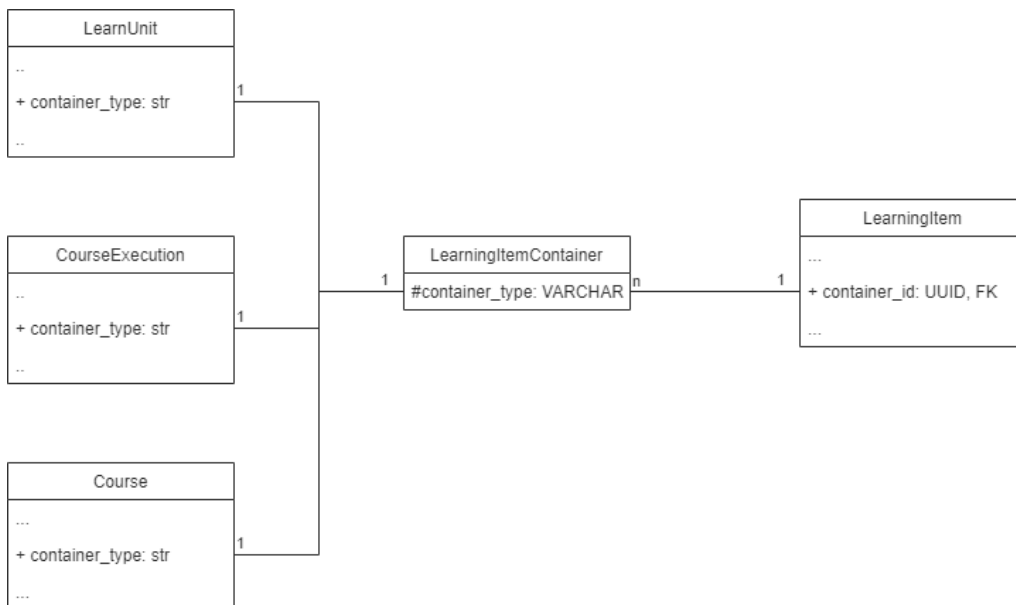 LearnUnit
..
+ container_type: str
..
1
CourseExecution
..
+ container_type: str
..
1
Course
...
+ container_type: str
...
1
1
LearningItemContainer
#container_type: VARCHAR
n
1
LearningItem
...
+ container_id: UUID, FK
...